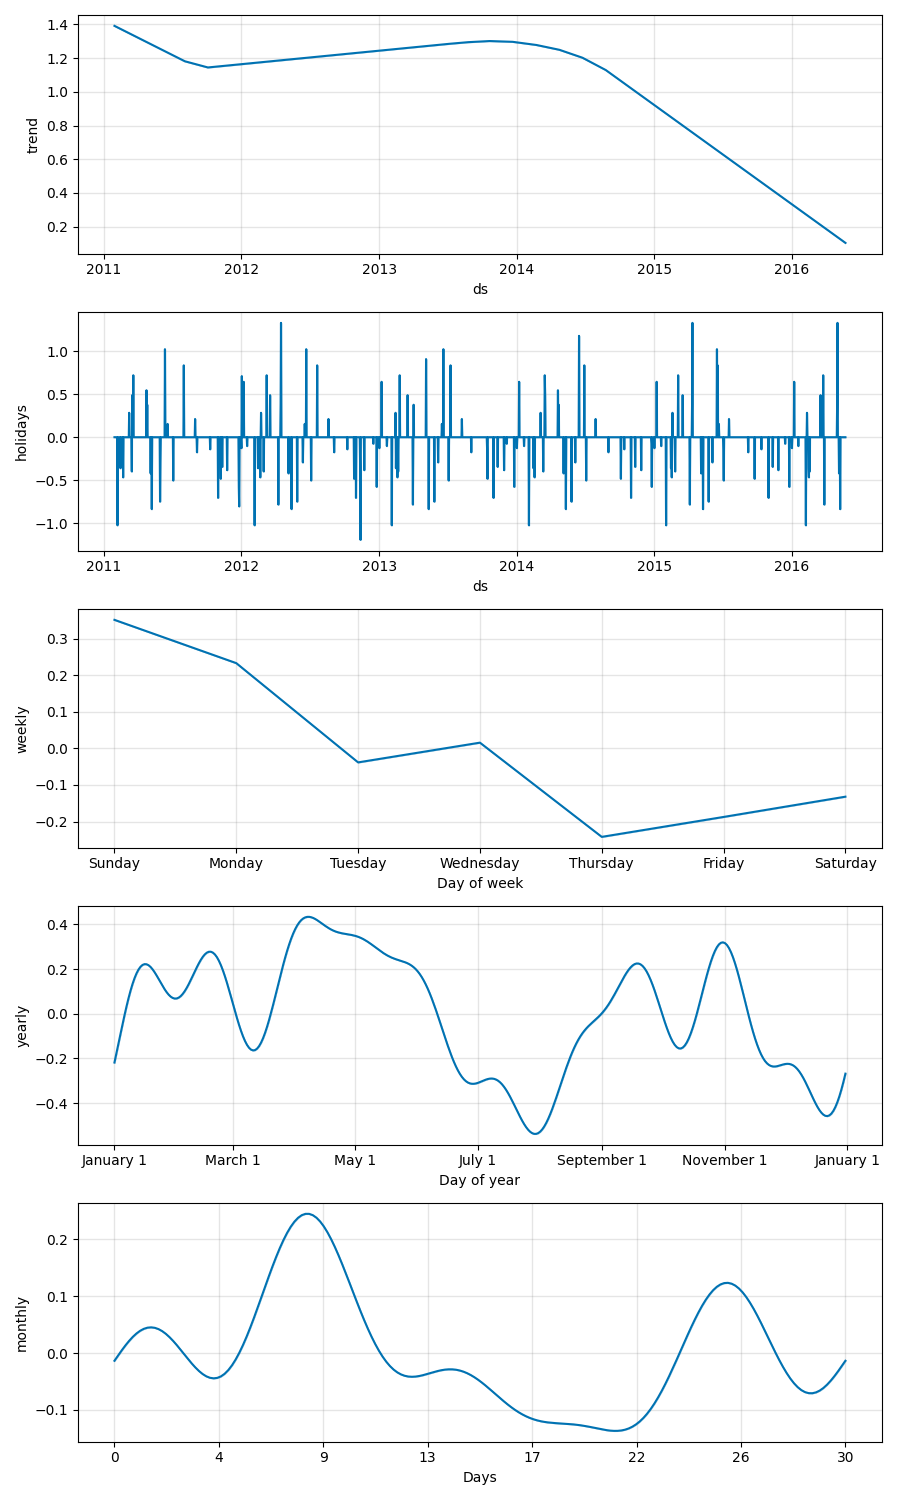 1.4
1.2
1.0
0.8
0.6
0.4
0.2
trend
2011 2012 2013 2014 2015 2016
ds
1.0
0.5
0.0
−0.5
−1.0
holidays
2011 2012 2013 2014 2015 2016
ds
0.3
0.2
0.1
0.0
−0.1
−0.2
weekly
Sunday Monday Tuesday Wednesday Thursday Friday Saturday
Day of week
0.4
0.2
0.0
−0.2
−0.4
yearly
January 1 March 1 May 1 July 1 September 1 November 1 January 1
Day of year
0.2
0.1
0.0
−0.1
monthly
0 4 9 13 17 22 26 30
Days